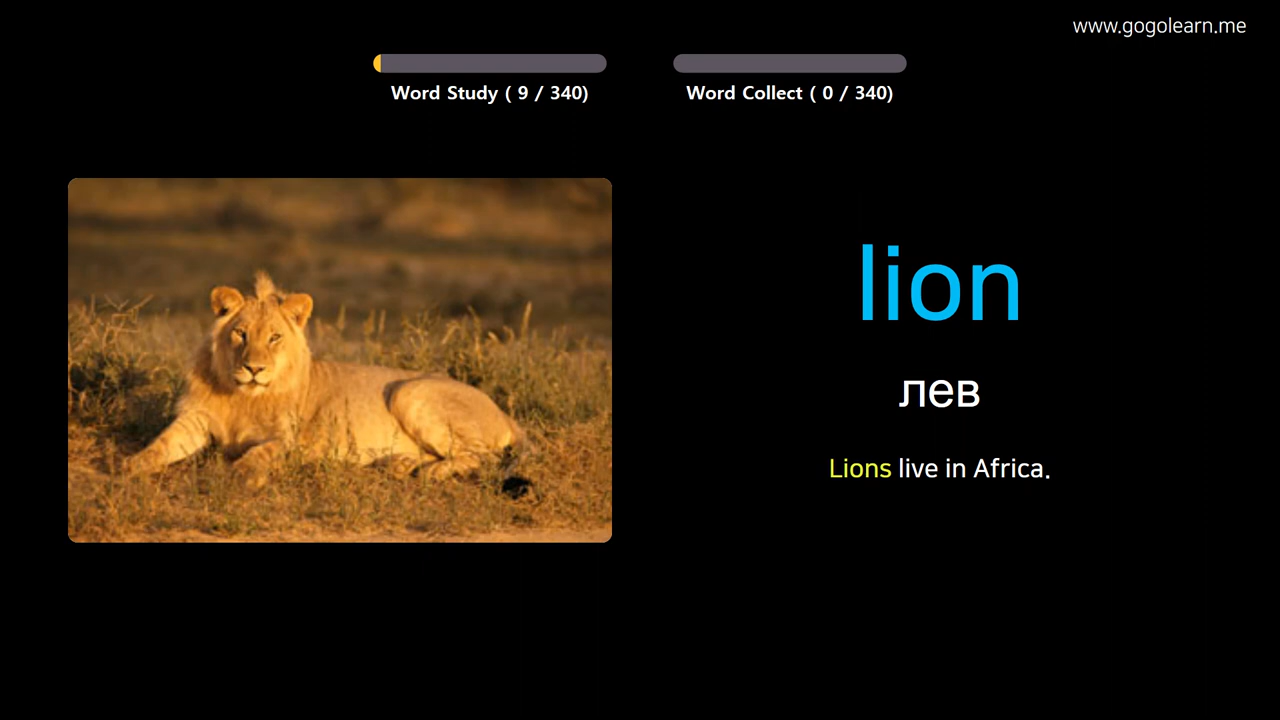 www.gogolearn.me
Word Study ( 9 / 340)
Word Collect ( 0 / 340)
lion
лев
Lions live in Africa.